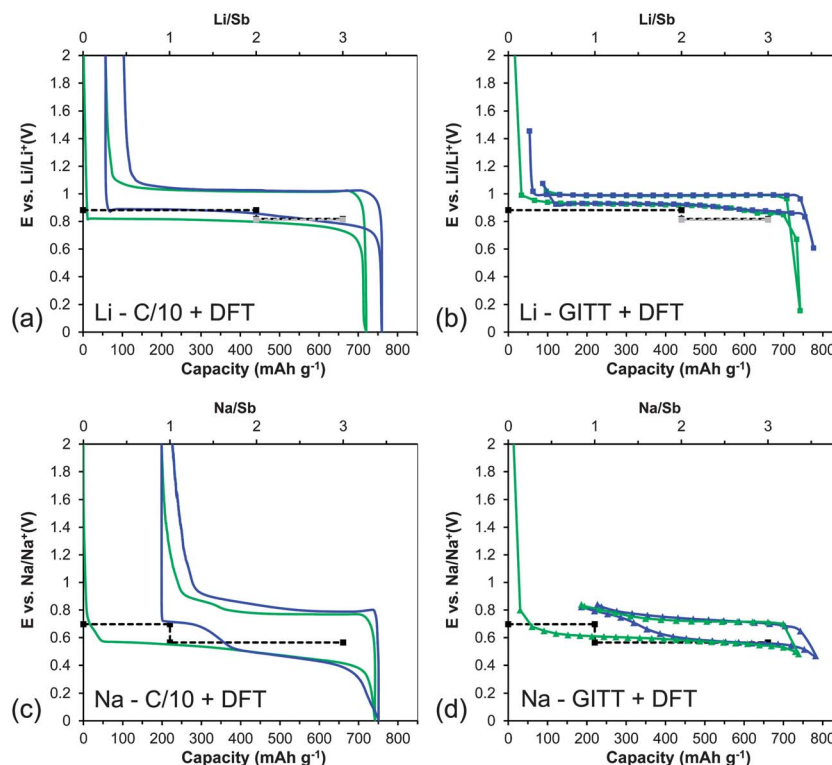 Li/Sb
0 1 2 3
E vs. Li/Li⁺(V)
2
1.8
1.6
1.4
1.2
1
0.8
0.6
0.4
0.2
0
(a)
Li - C/10 + DFT
0 100 200 300 400 500 600 700 800
Capacity (mAh g⁻¹)
Li/Sb
0 1 2 3
E vs. Li/Li⁺(V)
2
1.8
1.6
1.4
1.2
1
0.8
0.6
0.4
0.2
0
(b)
Li - GITT + DFT
0 100 200 300 400 500 600 700 800
Capacity (mAh g⁻¹)
Na/Sb
0 1 2 3
E vs. Na/Na⁺(V)
2
1.8
1.6
1.4
1.2
1
0.8
0.6
0.4
0.2
0
(c)
Na - C/10 + DFT
0 100 200 300 400 500 600 700 800
Capacity (mAh g⁻¹)
Na/Sb
0 1 2 3
E vs. Na/Na⁺(V)
2
1.8
1.6
1.4
1.2
1
0.8
0.6
0.4
0.2
0
(d)
Na - GITT + DFT
0 100 200 300 400 500 600 700 800
Capacity (mAh g⁻¹)